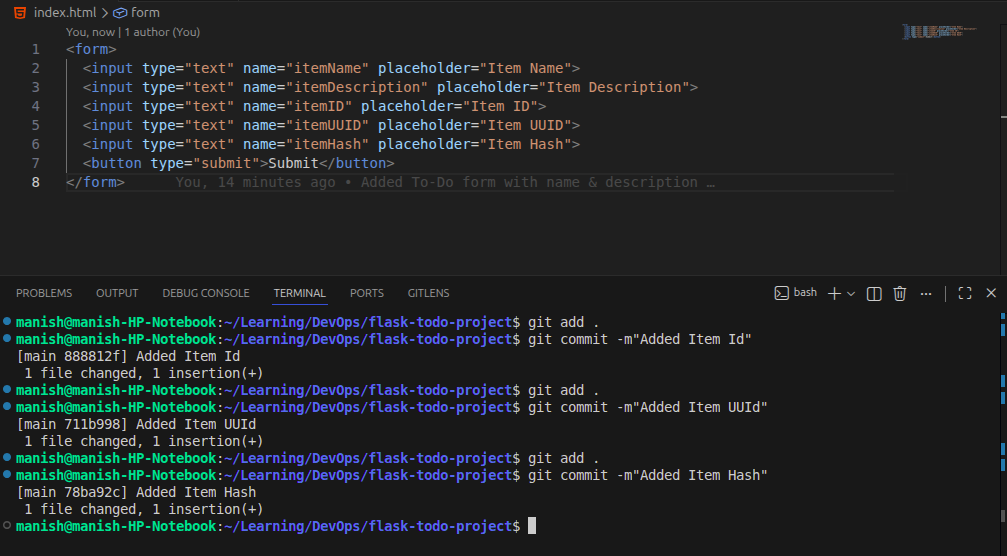 index.html > form
You, now | 1 author (You)
1 <form>
2   <input type="text" name="itemName" placeholder="Item Name">
3   <input type="text" name="itemDescription" placeholder="Item Description">
4   <input type="text" name="itemID" placeholder="Item ID">
5   <input type="text" name="itemUUID" placeholder="Item UUID">
6   <input type="text" name="itemHash" placeholder="Item Hash">
7   <button type="submit">Submit</button>
8 </form> You, 14 minutes ago • Added To-Do form with name & description …
PROBLEMS OUTPUT DEBUG CONSOLE TERMINAL PORTS GITLENS bash
manish@manish-HP-Notebook:~/Learning/DevOps/flask-todo-project$ git add .
manish@manish-HP-Notebook:~/Learning/DevOps/flask-todo-project$ git commit -m"Added Item Id"
[main 888812f] Added Item Id
 1 file changed, 1 insertion(+)
manish@manish-HP-Notebook:~/Learning/DevOps/flask-todo-project$ git add .
manish@manish-HP-Notebook:~/Learning/DevOps/flask-todo-project$ git commit -m"Added Item UUId"
[main 711b998] Added Item UUId
 1 file changed, 1 insertion(+)
manish@manish-HP-Notebook:~/Learning/DevOps/flask-todo-project$ git add .
manish@manish-HP-Notebook:~/Learning/DevOps/flask-todo-project$ git commit -m"Added Item Hash"
[main 78ba92c] Added Item Hash
 1 file changed, 1 insertion(+)
manish@manish-HP-Notebook:~/Learning/DevOps/flask-todo-project$